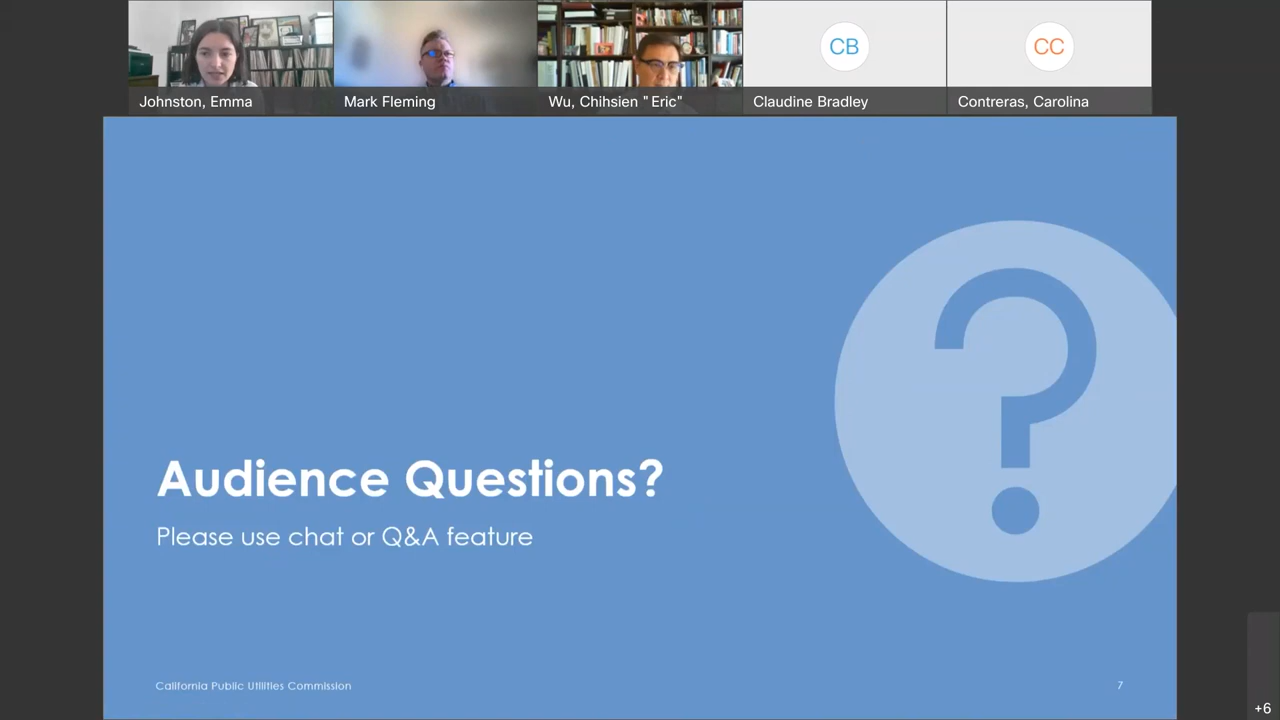 Johnston, Emma
Mark Fleming
Wu, Chihsien "Eric"
CB
Claudine Bradley
CC
Contreras, Carolina
?
Audience Questions?
Please use chat or Q&A feature
California Public Utilities Commission
7
+6